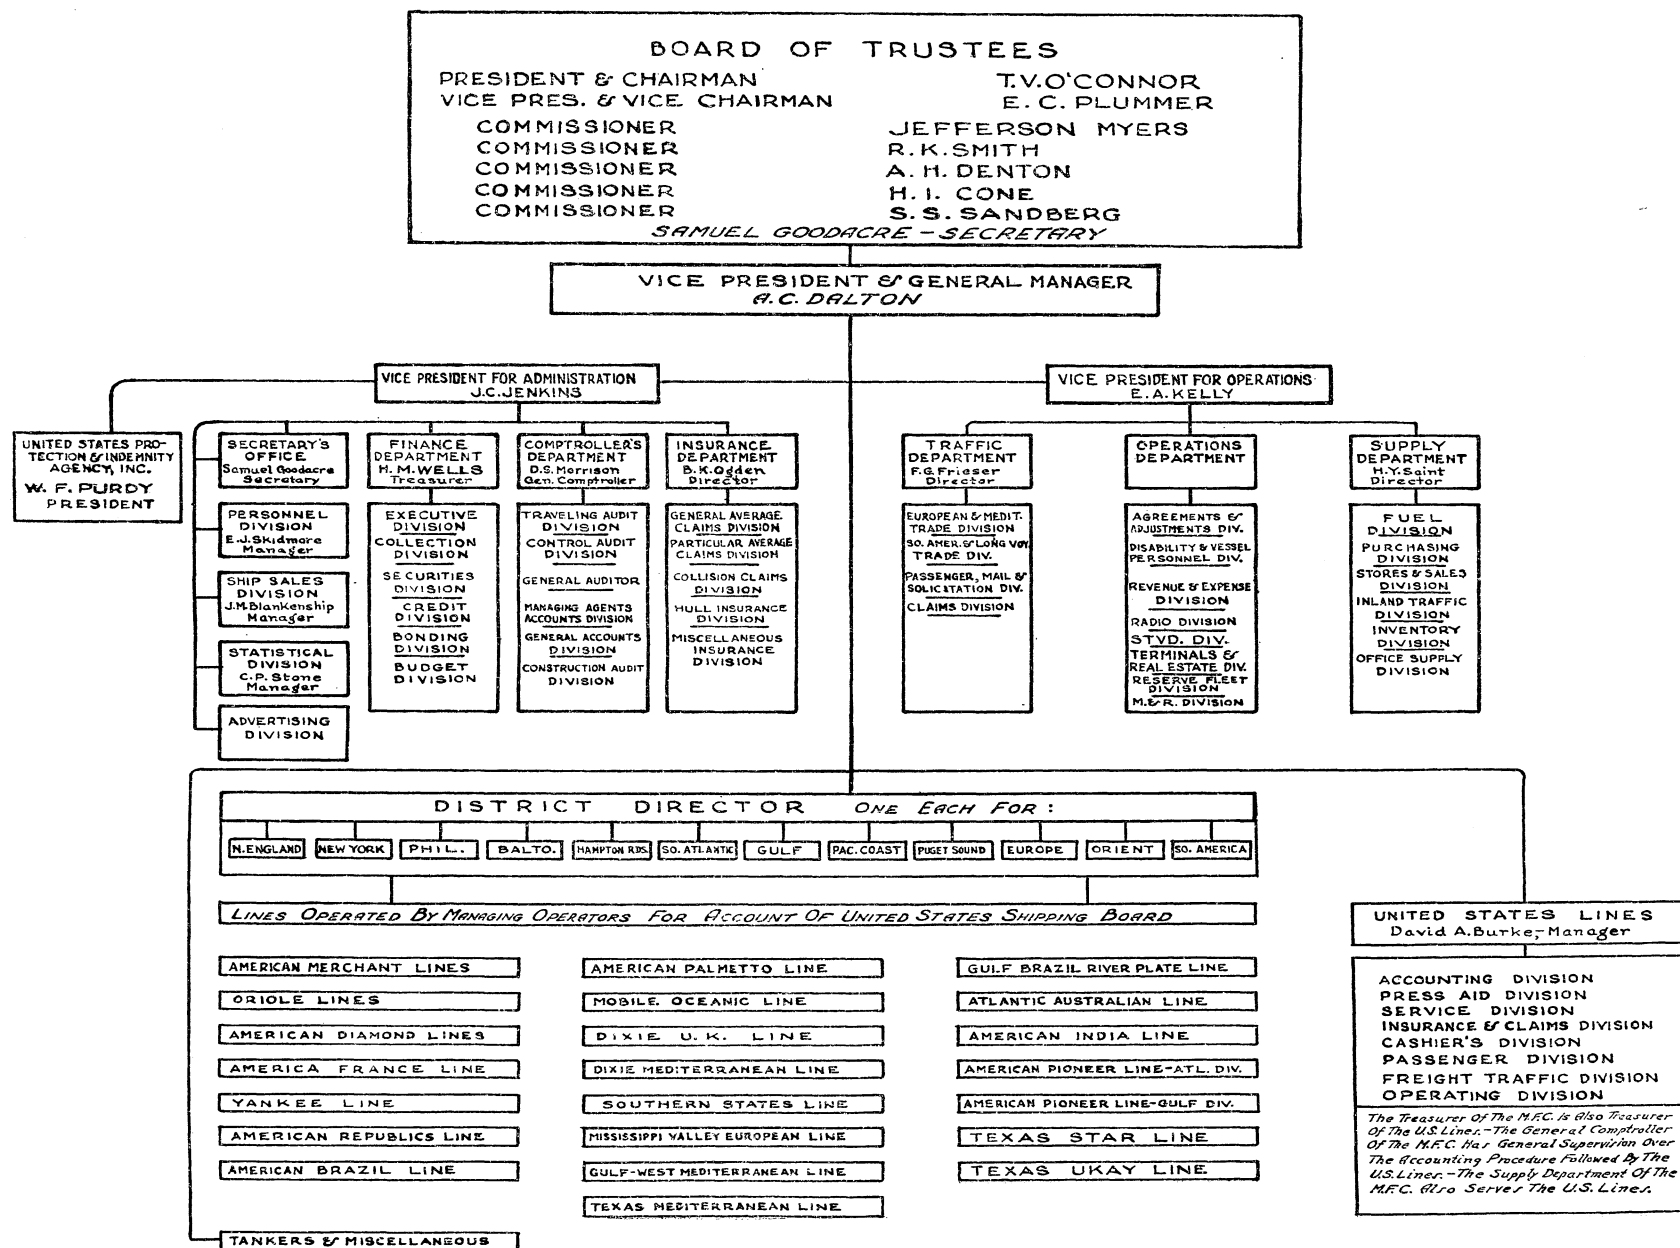 BOARD OF TRUSTEES
PRESIDENT & CHAIRMAN T.V.O'CONNOR
VICE PRES. & VICE CHAIRMAN E. C. PLUMMER
COMMISSIONER JEFFERSON MYERS
COMMISSIONER R.K.SMITH
COMMISSIONER A. H. DENTON
COMMISSIONER H. I. CONE
COMMISSIONER S. S. SANDBERG
SAMUEL GOODACRE - SECRETARY
VICE PRESIDENT & GENERAL MANAGER
A.C. DALTON
VICE PRESIDENT FOR ADMINISTRATION
J.C.JENKINS
VICE PRESIDENT FOR OPERATIONS
E.A.KELLY
UNITED STATES PRO-
TECTION & INDEMNITY
AGENCY, INC.
W. F. PURDY
PRESIDENT
SECRETARY'S
OFFICE
Samuel Goodacre
Secretary
PERSONNEL
DIVISION
E.J.Skidmore
Manager
SHIP SALES
DIVISION
J.M.Blankenship
Manager
STATISTICAL
DIVISION
C.P. Stone
Manager
ADVERTISING
DIVISION
FINANCE
DEPARTMENT
H. M. WELLS
Treasurer
EXECUTIVE
DIVISION
COLLECTION
DIVISION
SECURITIES
DIVISION
CREDIT
DIVISION
BONDING
DIVISION
BUDGET
DIVISION
COMPTROLLER'S
DEPARTMENT
D.S. Morrison
Gen. Comptroller
TRAVELING AUDIT
DIVISION
CONTROL AUDIT
DIVISION
GENERAL AUDITOR
MANAGING AGENTS
ACCOUNTS DIVISION
GENERAL ACCOUNTS
DIVISION
CONSTRUCTION AUDIT
DIVISION
INSURANCE
DEPARTMENT
B.K.Ogden
Director
GENERAL AVERAGE
CLAIMS DIVISION
PARTICULAR AVERAGE
CLAIMS DIVISION
COLLISION CLAIMS
DIVISION
HULL INSURANCE
DIVISION
MISCELLANEOUS
INSURANCE
DIVISION
TRAFFIC
DEPARTMENT
F.G. Frieser
Director
EUROPEAN & MEDIT.
TRADE DIVISION
SO. AMER. & LONG VOY.
TRADE DIV.
PASSENGER, MAIL &
SOLICITATION DIV.
CLAIMS DIVISION
OPERATIONS
DEPARTMENT
AGREEMENTS &
ADJUSTMENTS DIV.
DISABILITY & VESSEL
PERSONNEL DIV.
REVENUE & EXPENSE
DIVISION
RADIO DIVISION
STVD. DIV.
TERMINALS &
REAL ESTATE DIV.
RESERVE FLEET
DIVISION
M.& R. DIVISION
SUPPLY
DEPARTMENT
H.Y. Saint
Director
FUEL
DIVISION
PURCHASING
DIVISION
STORES & SALES
DIVISION
INLAND TRAFFIC
DIVISION
INVENTORY
DIVISION
OFFICE SUPPLY
DIVISION
DISTRICT DIRECTOR ONE EACH FOR :
N. ENGLAND NEW YORK PHIL. BALTO. HAMPTON RDS. SO. ATLANTIC GULF PAC. COAST PUGET SOUND EUROPE ORIENT SO. AMERICA
LINES OPERATED BY MANAGING OPERATORS FOR ACCOUNT OF UNITED STATES SHIPPING BOARD
AMERICAN MERCHANT LINES
ORIOLE LINES
AMERICAN DIAMOND LINES
AMERICA FRANCE LINE
YANKEE LINE
AMERICAN REPUBLICS LINE
AMERICAN BRAZIL LINE
AMERICAN PALMETTO LINE
MOBILE OCEANIC LINE
DIXIE U.K. LINE
DIXIE MEDITERRANEAN LINE
SOUTHERN STATES LINE
MISSISSIPPI VALLEY EUROPEAN LINE
GULF-WEST MEDITERRANEAN LINE
TEXAS MEDITERRANEAN LINE
GULF BRAZIL RIVER PLATE LINE
ATLANTIC AUSTRALIAN LINE
AMERICAN INDIA LINE
AMERICAN PIONEER LINE-ATL. DIV.
AMERICAN PIONEER LINE-GULF DIV.
TEXAS STAR LINE
TEXAS UKAY LINE
TANKERS & MISCELLANEOUS
UNITED STATES LINES
David A. Burke,-Manager
ACCOUNTING DIVISION
PRESS AID DIVISION
SERVICE DIVISION
INSURANCE & CLAIMS DIVISION
CASHIER'S DIVISION
PASSENGER DIVISION
FREIGHT TRAFFIC DIVISION
OPERATING DIVISION
The Treasurer Of The M.F.C. Is Also Treasurer
Of The U.S. Lines.-The General Comptroller
Of The M.F.C. Has General Supervision Over
The Accounting Procedure Followed By The
U.S. Lines.-The Supply Department Of The
M.F.C. Also Serves The U.S. Lines.